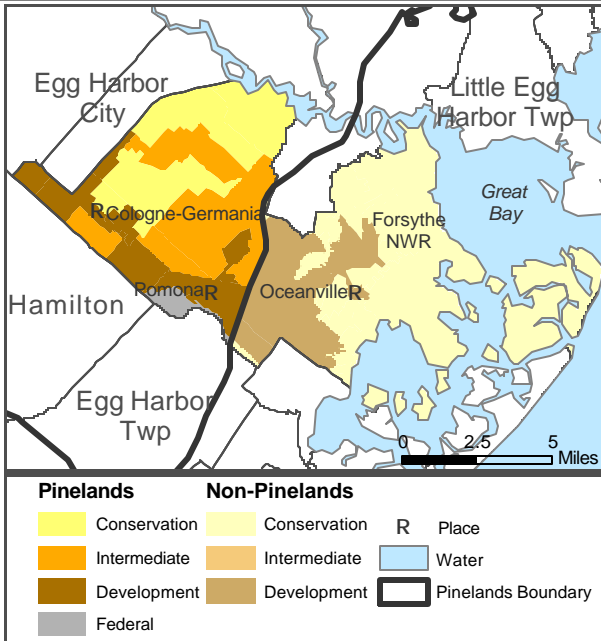 Egg Harbor
City
Little Egg
Harbor Twp
Great
Bay
R Cologne-Germania
Forsythe
NWR
Pomona R
Oceanville R
Hamilton
Egg Harbor
Twp
0 2.5 5
Miles
Pinelands Non-Pinelands
Conservation Conservation R Place
Intermediate Intermediate Water
Development Development Pinelands Boundary
Federal